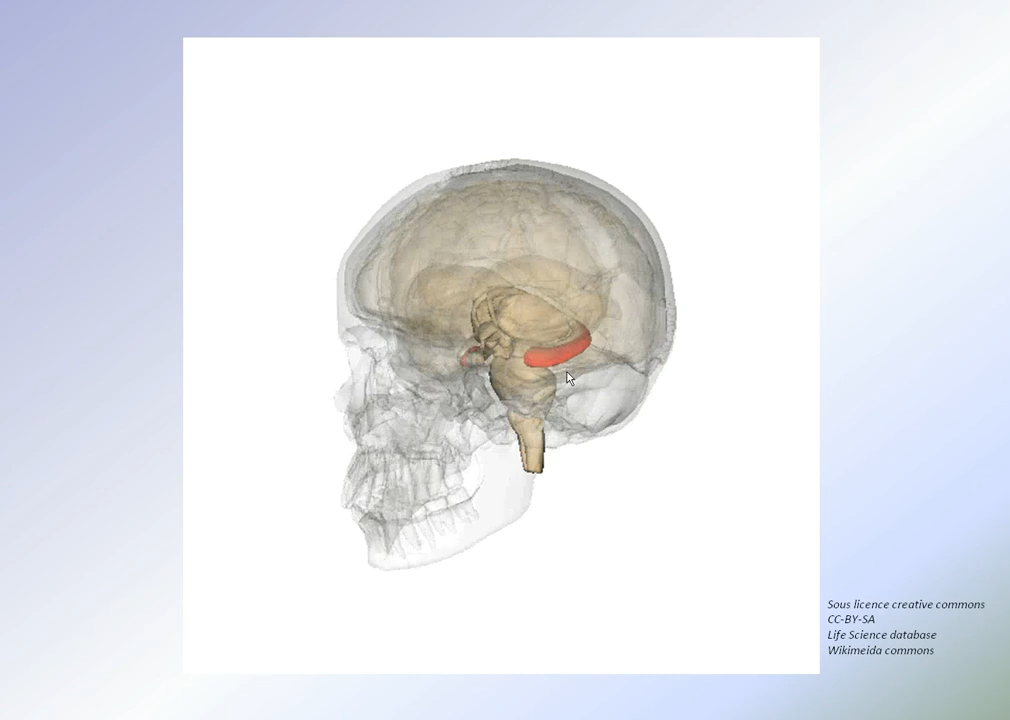 Sous licence creative commons
CC-BY-SA
Life Science database
Wikimeida commons